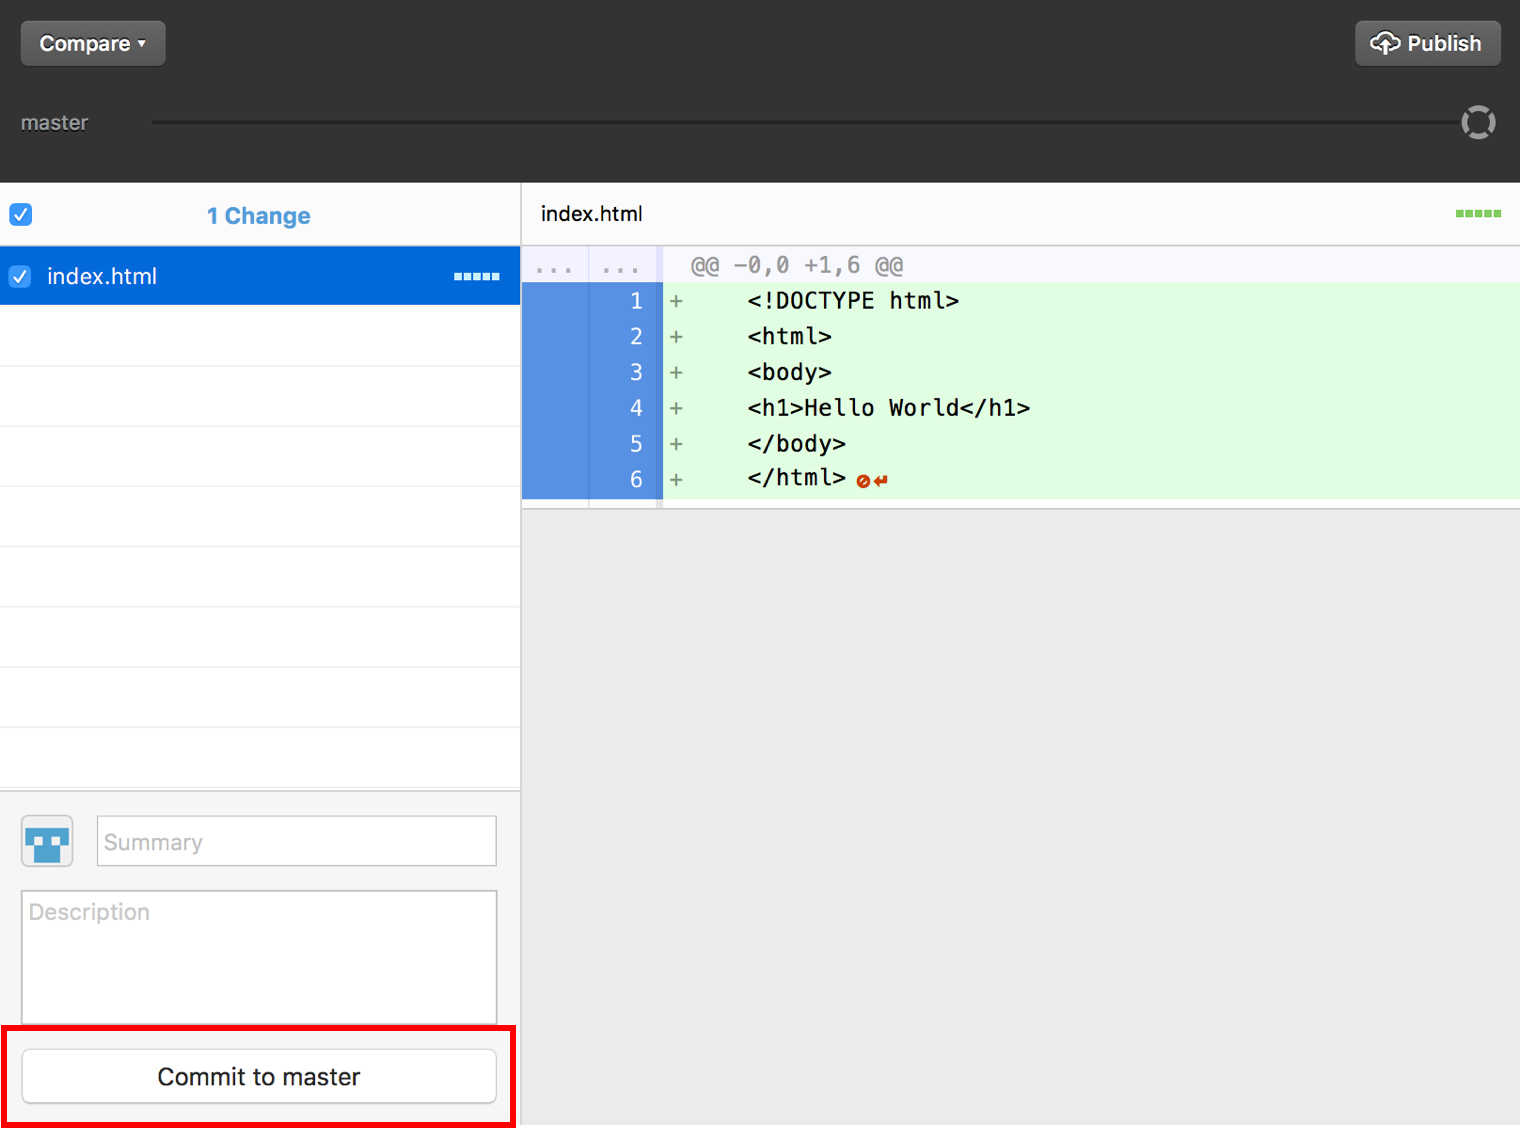 Compare
Publish
master
1 Change
index.html
index.html
... ... @@ -0,0 +1,6 @@
1 + <!DOCTYPE html>
2 + <html>
3 + <body>
4 + <h1>Hello World</h1>
5 + </body>
6 + </html>
Summary
Description
Commit to master